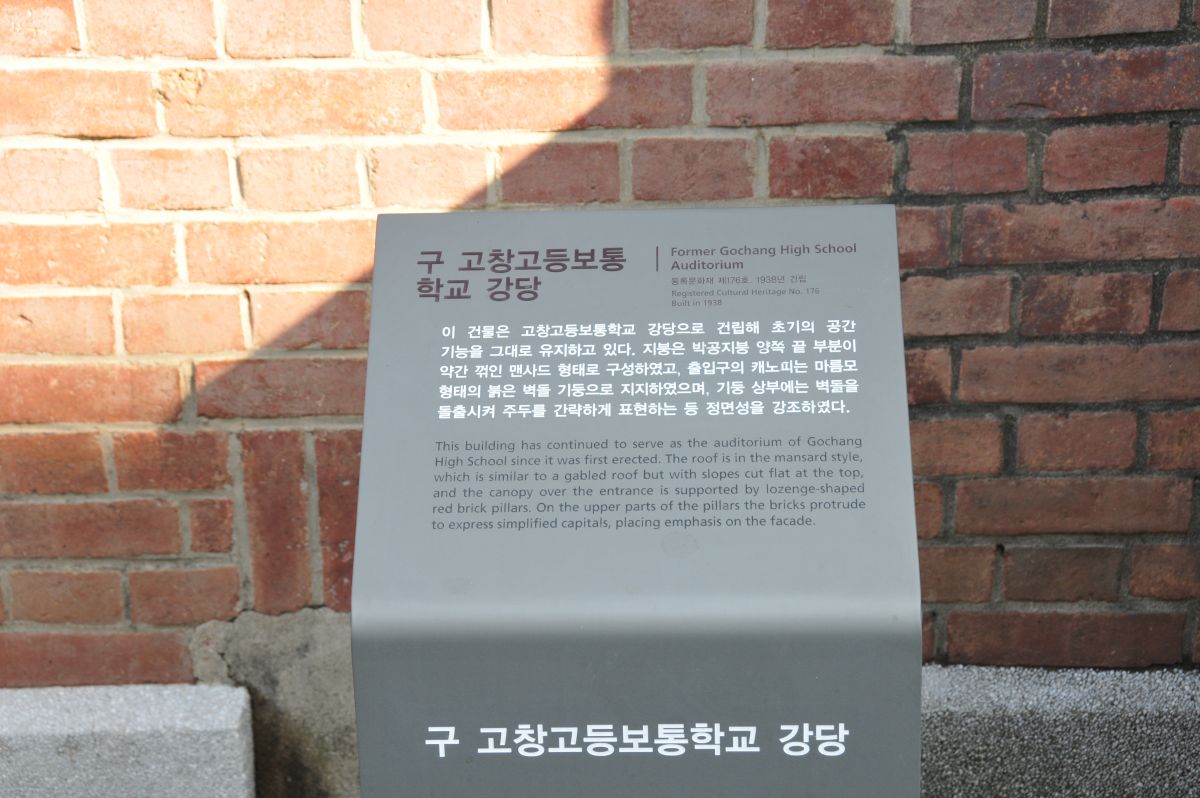 구 고창고등보통
학교 강당
Former Gochang High School
Auditorium
등록문화재 제176호. 1938년 건립
Registered Cultural Heritage No. 176
Built in 1938
이 건물은 고창고등보통학교 강당으로 건립해 초기의 공간
기능을 그대로 유지하고 있다. 지붕은 박공지붕 양쪽 끝 부분이
약간 꺾인 맨사드 형태로 구성하였고, 출입구의 캐노피는 마름모
형태의 붉은 벽돌 기둥으로 지지하였으며, 기둥 상부에는 벽돌을
돌출시켜 주두를 간략하게 표현하는 등 정면성을 강조하였다.
This building has continued to serve as the auditorium of Gochang
High School since it was first erected. The roof is in the mansard style,
which is similar to a gabled roof but with slopes cut flat at the top,
and the canopy over the entrance is supported by lozenge-shaped
red brick pillars. On the upper parts of the pillars the bricks protrude
to express simplified capitals, placing emphasis on the facade.
구 고창고등보통학교 강당